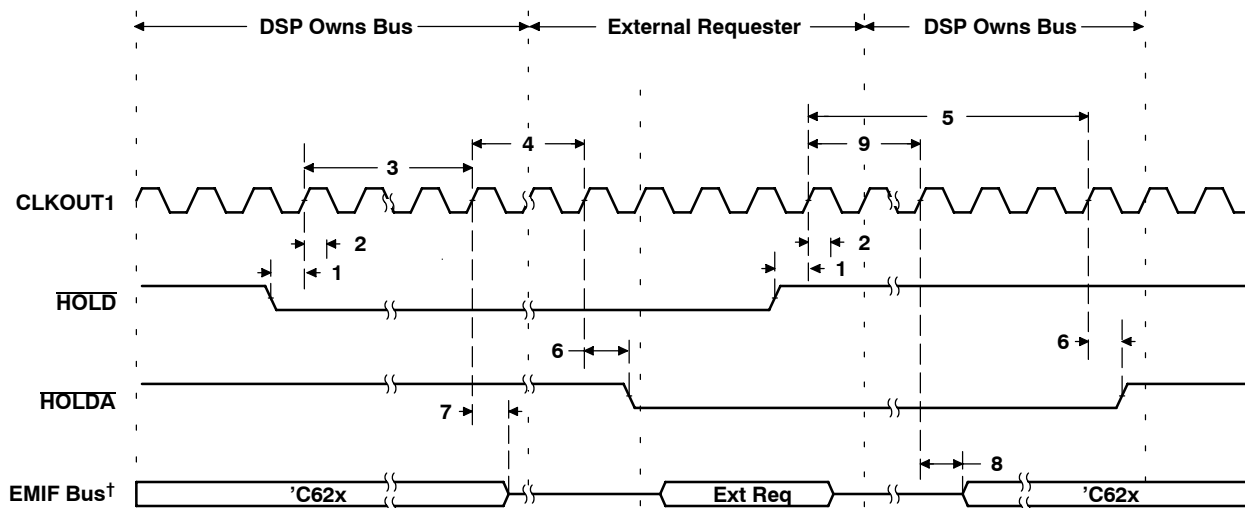 DSP Owns Bus External Requester DSP Owns Bus
5
4 9
3
CLKOUT1
2 2
1 1
HOLD
6 6
HOLDA
7
8
EMIF Bus† ’C62x Ext Req ’C62x